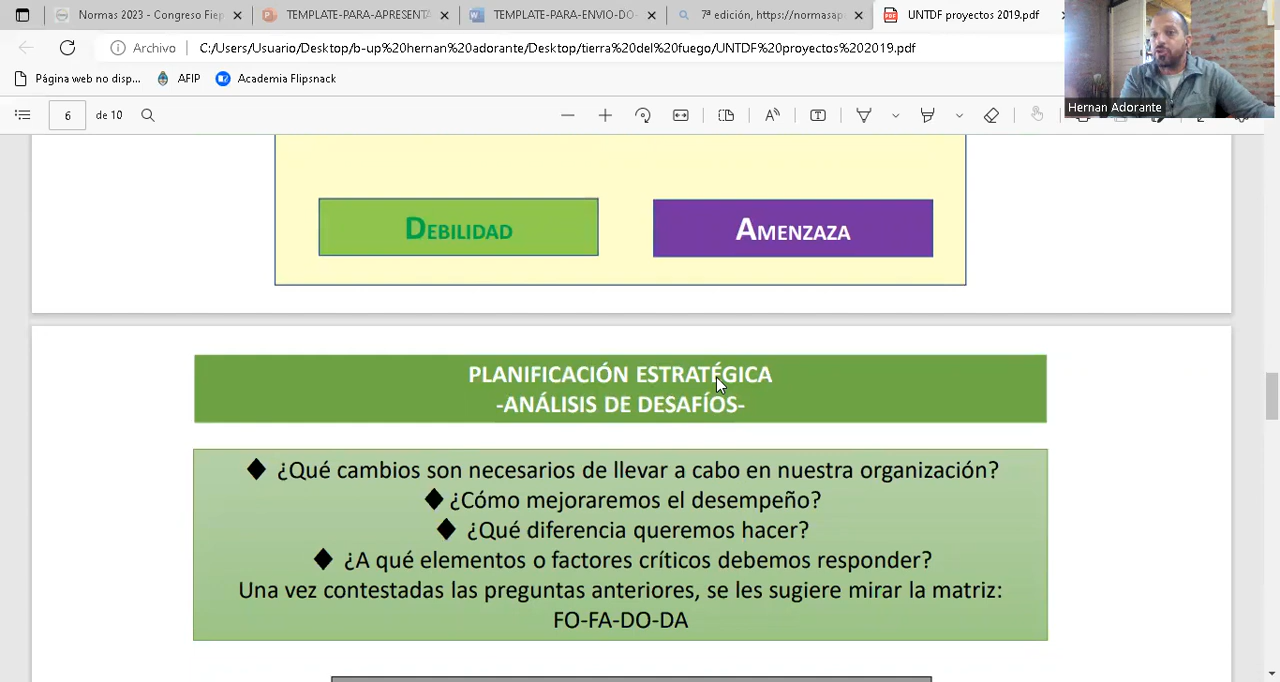 Normas 2023 - Congreso Fiep
TEMPLATE-PARA-APRESENTA
TEMPLATE-PARA-ENVIO-DO-
7ª edición, https://normasapa
UNTDF proyectos 2019.pdf
Archivo
C:/Users/Usuario/Desktop/b-up%20hernan%20adorante/Desktop/tierra%20del%20fuego/UNTDF%20proyectos%202019.pdf
Página web no disp...
AFIP
Academia Flipsnack
6
de 10
Hernan Adorante
DEBILIDAD
AMENZAZA
PLANIFICACIÓN ESTRATÉGICA
-ANÁLISIS DE DESAFÍOS-
¿Qué cambios son necesarios de llevar a cabo en nuestra organización?
¿Cómo mejoraremos el desempeño?
¿Qué diferencia queremos hacer?
¿A qué elementos o factores críticos debemos responder?
Una vez contestadas las preguntas anteriores, se les sugiere mirar la matriz:
FO-FA-DO-DA